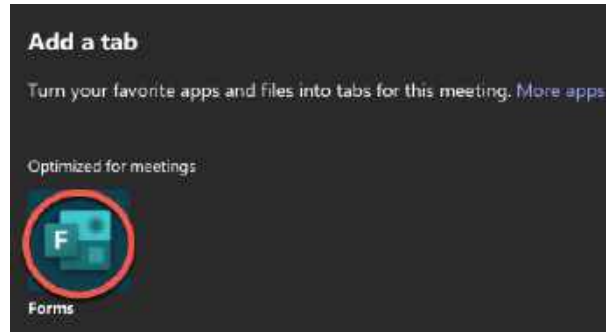 Add a tab
Turn your favorite apps and files into tabs for this meeting. More apps
Optimized for meetings
F
Forms